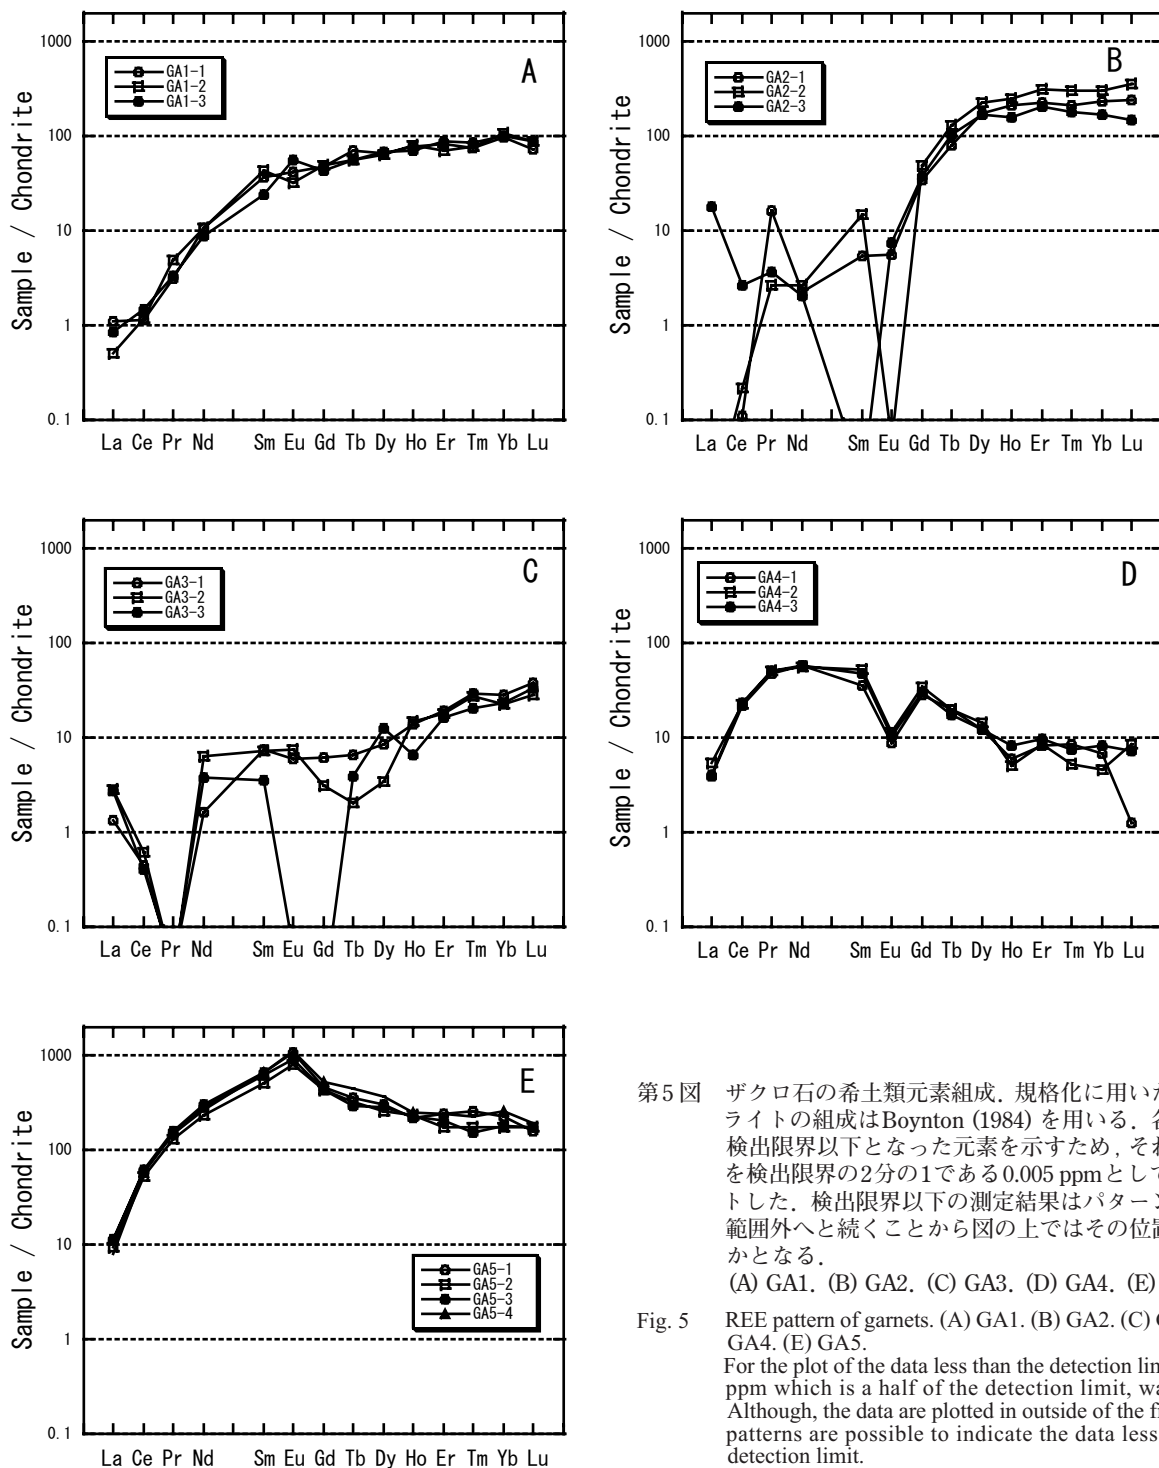 1000
100
10
1
0.1
Sample / Chondrite
GA1-1
GA1-2
GA1-3
A
La Ce Pr Nd Sm Eu Gd Tb Dy Ho Er Tm Yb Lu
1000
100
10
1
0.1
Sample / Chondrite
GA2-1
GA2-2
GA2-3
B
La Ce Pr Nd Sm Eu Gd Tb Dy Ho Er Tm Yb Lu
1000
100
10
1
0.1
Sample / Chondrite
GA3-1
GA3-2
GA3-3
C
La Ce Pr Nd Sm Eu Gd Tb Dy Ho Er Tm Yb Lu
1000
100
10
1
0.1
Sample / Chondrite
GA4-1
GA4-2
GA4-3
D
La Ce Pr Nd Sm Eu Gd Tb Dy Ho Er Tm Yb Lu
1000
100
10
1
0.1
Sample / Chondrite
E
GA5-1
GA5-2
GA5-3
GA5-4
La Ce Pr Nd Sm Eu Gd Tb Dy Ho Er Tm Yb Lu
第5図 ザクロ石の希土類元素組成．規格化に用い
ライトの組成はBoynton (1984) を用いる．
検出限界以下となった元素を示すため，それ
を検出限界の2分の1である0.005 ppmとして
トした．検出限界以下の測定結果はパターン
範囲外へと続くことから図の上ではその位置
かとなる．
(A) GA1. (B) GA2. (C) GA3. (D) GA4. (E)
Fig. 5 REE pattern of garnets. (A) GA1. (B) GA2. (C)
GA4. (E) GA5.
For the plot of the data less than the detection
ppm which is a half of the detection limit,
Although, the data are plotted in outside of the
patterns are possible to indicate the data less
detection limit.